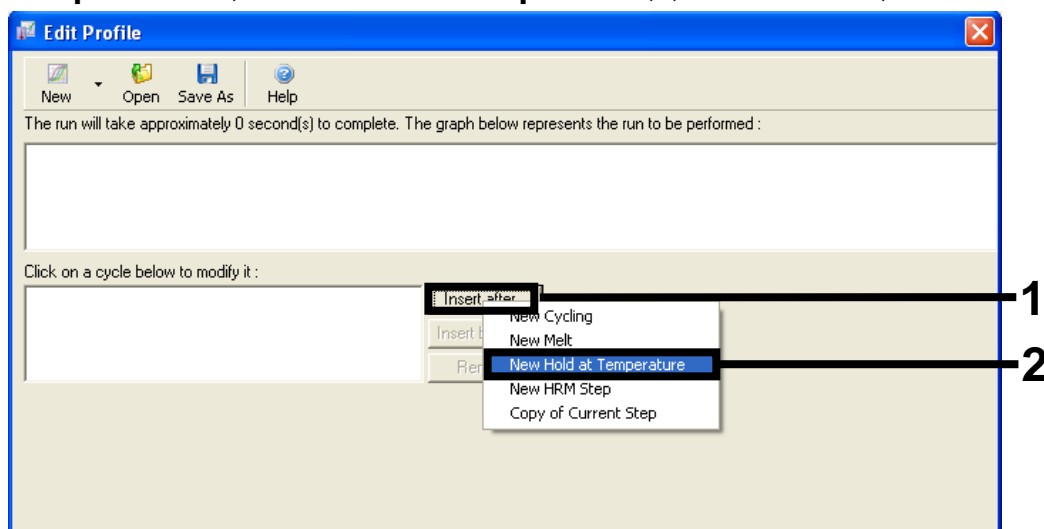 Edit Profile
New Open Save As Help
The run will take approximately 0 second(s) to complete. The graph below represents the run to be performed :
Click on a cycle below to modify it :
Insert after...
1
New Cycling
Insert
New Melt
New Hold at Temperature
2
New HRM Step
Copy of Current Step